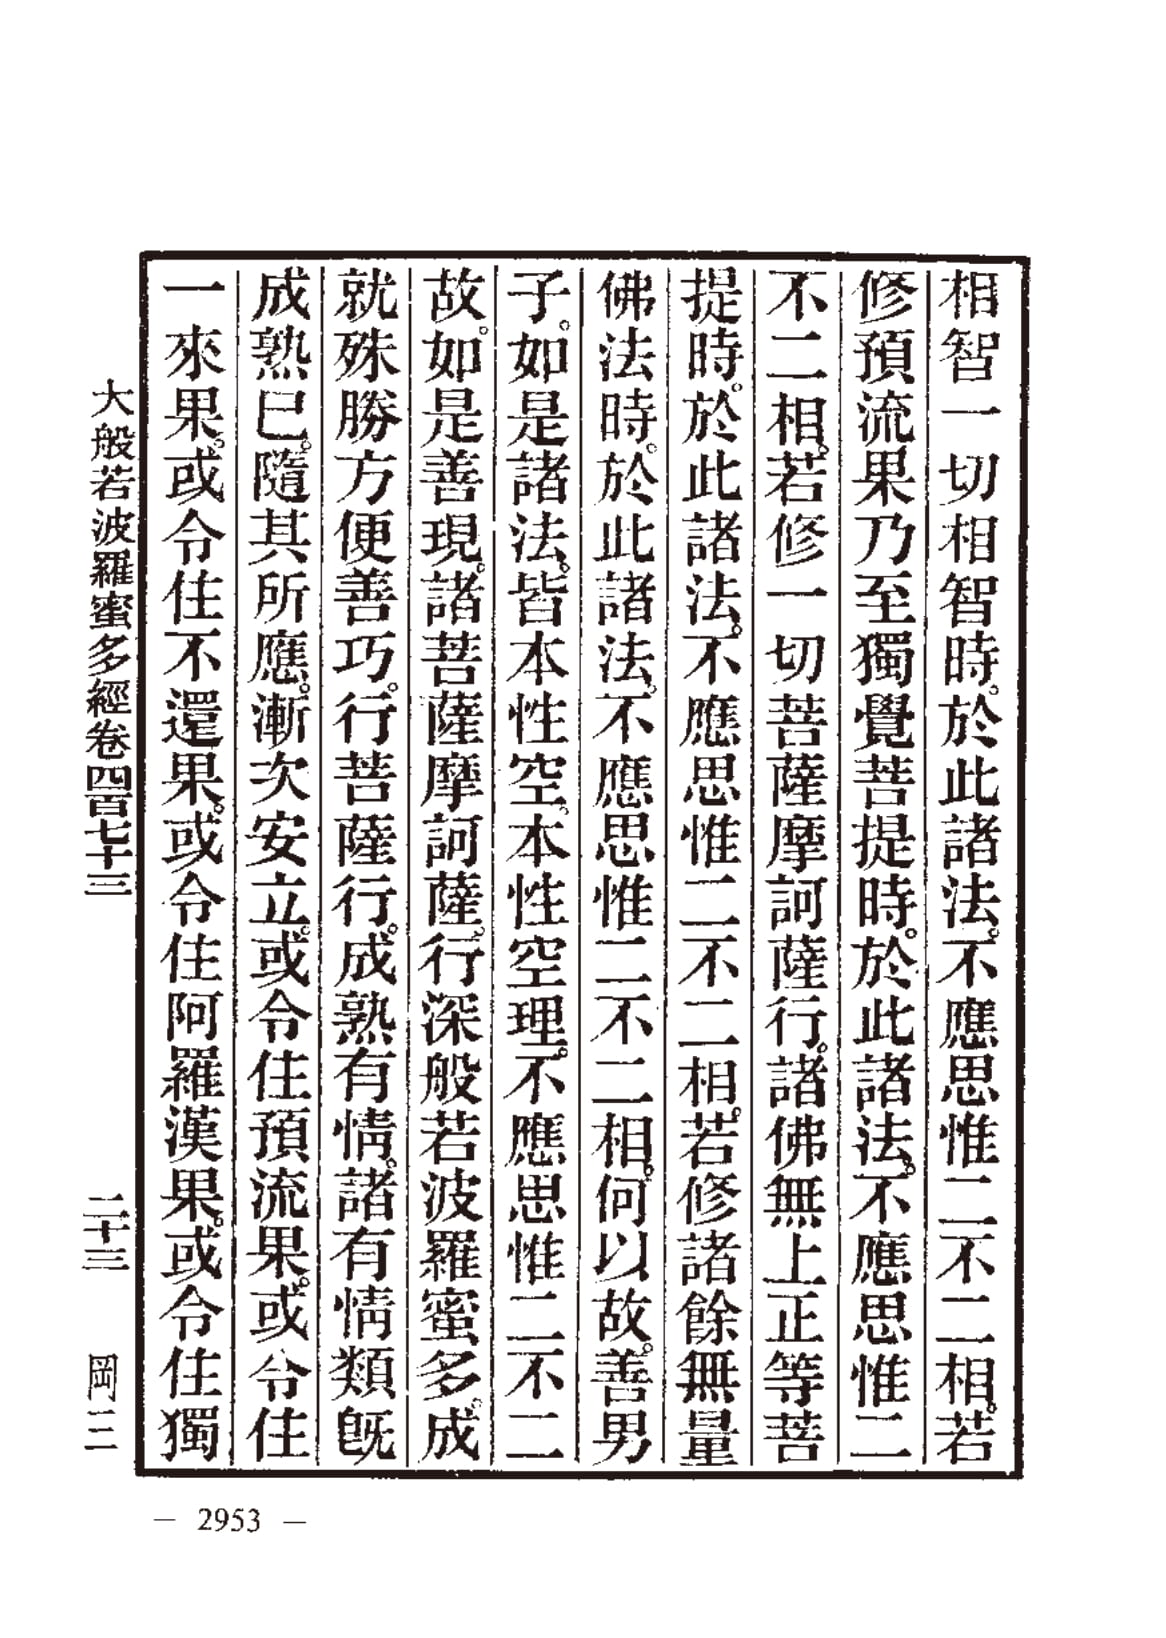 相智一切相智時。於此諸法。不應思惟二不二相。若
修預流果乃至獨覺菩提時。於此諸法。不應思惟二
不二相。若修一切菩薩摩訶薩行。諸佛無上正等菩
提時。於此諸法。不應思惟二不二相。若修諸餘無量
佛法時。於此諸法。不應思惟二不二相。何以故。善男
子。如是諸法。皆本性空。本性空理。不應思惟二不二
故。如是善現。諸菩薩摩訶薩。行深般若波羅蜜多。成
就殊勝方便善巧。行菩薩行。成熟有情。諸有情類旣
成熟已。隨其所應。漸次安立。或令住預流果。或令住
一來果。或令住不還果。或令住阿羅漢果。或令住獨
大般若波羅蜜多經卷四百七十三 二十三 岡三
— 2953 —